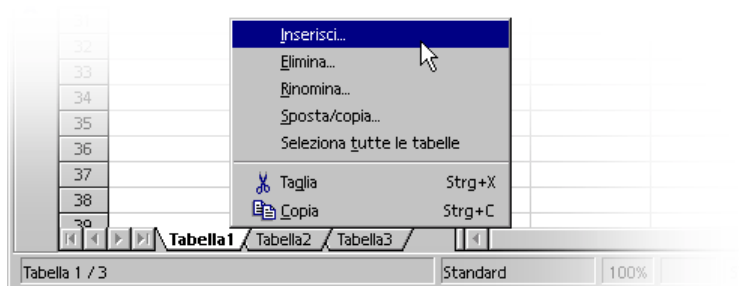 Inserisci...
32
Elimina...
33
Rinomina...
34
Sposta/copia...
35
Seleziona tutte le tabelle
36
37
Taglia Strg+X
38
Copia Strg+C
39
Tabella1 Tabella2 Tabella3
Tabella 1 / 3 Standard 100%